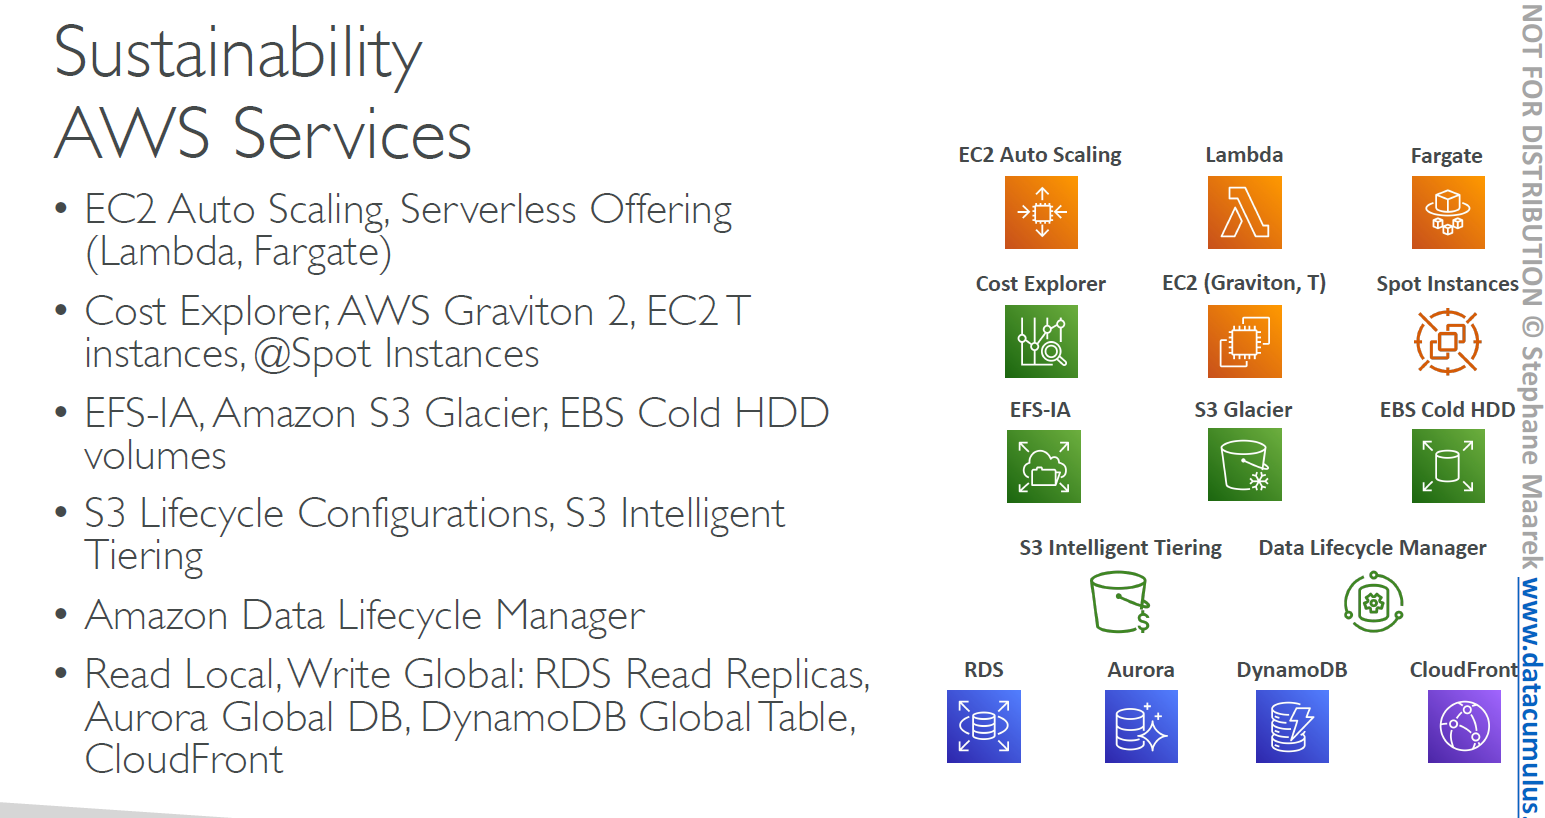 Sustainability
AWS Services
• EC2 Auto Scaling, Serverless Offering
(Lambda, Fargate)
• Cost Explorer, AWS Graviton 2, EC2 T
instances, @Spot Instances
• EFS-IA, Amazon S3 Glacier, EBS Cold HDD
volumes
• S3 Lifecycle Configurations, S3 Intelligent
Tiering
• Amazon Data Lifecycle Manager
• Read Local, Write Global: RDS Read Replicas,
Aurora Global DB, DynamoDB Global Table,
CloudFront
EC2 Auto Scaling Lambda Fargate
Cost Explorer EC2 (Graviton, T) Spot Instances
EFS-IA S3 Glacier EBS Cold HDD
S3 Intelligent Tiering Data Lifecycle Manager
RDS Aurora DynamoDB CloudFront
NOT FOR DISTRIBUTION © Stephane Maarek www.datacumulus.